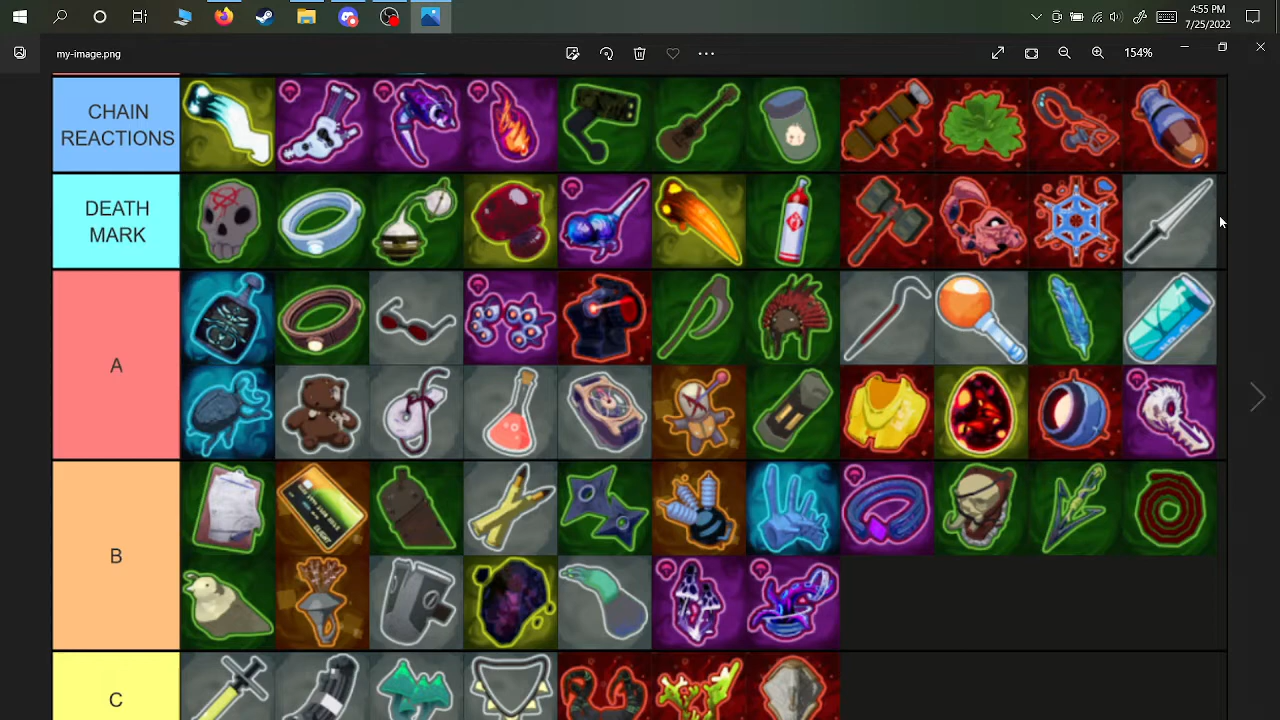 4:55 PM
7/25/2022
my-image.png
154%
CHAIN
REACTIONS
DEATH
MARK
A
B
C